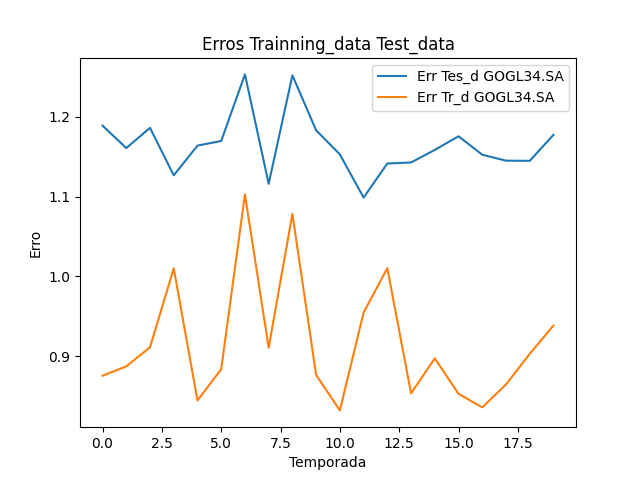 Erros Trainning_data Test_data
Err Tes_d GOGL34.SA
Err Tr_d GOGL34.SA
1.2
1.1
1.0
0.9
Erro
0.0 2.5 5.0 7.5 10.0 12.5 15.0 17.5
Temporada